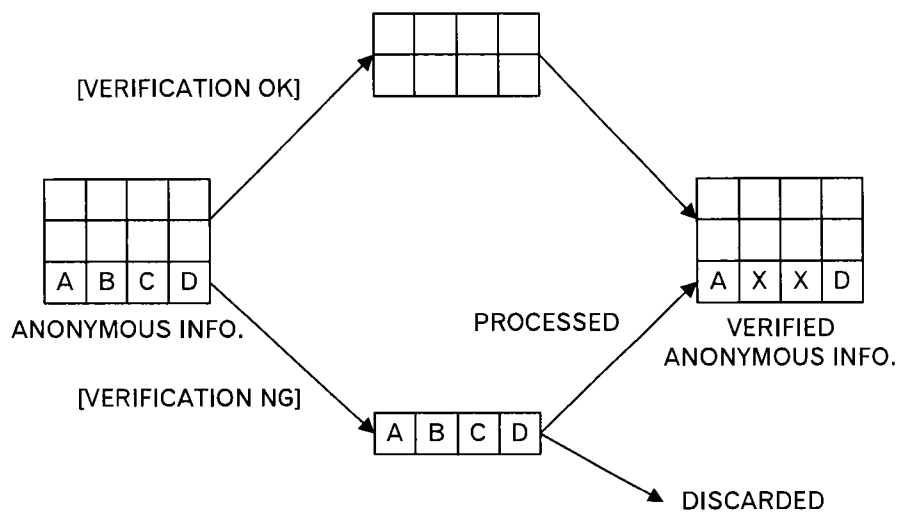 [VERIFICATION OK]
A B C D
ANONYMOUS INFO.
A X X D
VERIFIED
ANONYMOUS INFO.
PROCESSED
[VERIFICATION NG]
A B C D
DISCARDED